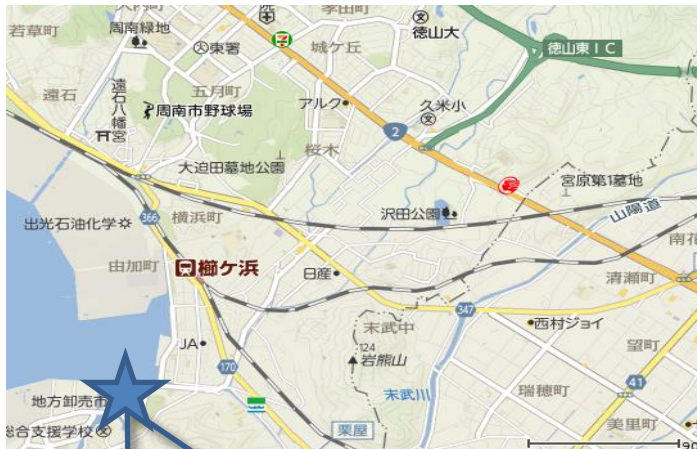 若草町
周南緑地
東署
城ケ丘
徳山大
徳山東IC
遠石
五月町
遠石八幡宮
周南市野球場
アルク
久米小
2
桜木
大迫田墓地公園
宮原第1墓地
366
横浜町
沢田公園
山陽道
出光石油化学
由加町
櫛ケ浜
日産
清瀬町
347
末武中
西村ジョイ
JA
124
岩熊山
望町
170
末武川
瑞穂町
41
地方卸売市
美里町
総合支援学校
栗屋